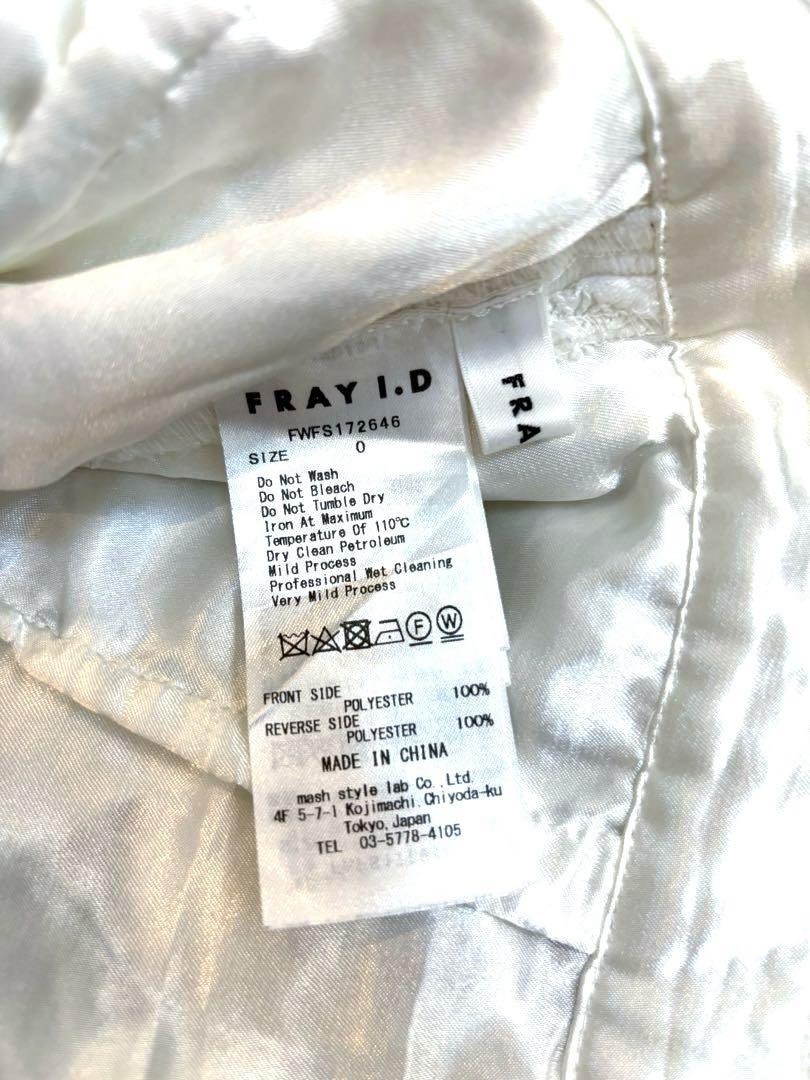 FRAY I.D
FRA
FWFS172646
SIZE 0
Do Not Wash
Do Not Bleach
Do Not Tumble Dry
Iron At Maximum
Temperature Of 110℃
Dry Clean Petroleum
Mild Process
Professional Wet Cleaning
Very Mild Process
F W
FRONT SIDE
POLYESTER 100%
REVERSE SIDE
POLYESTER 100%
MADE IN CHINA
mash style lab Co.,Ltd.
4F 5-7-1 Kojimachi,Chiyoda-ku
Tokyo,Japan
TEL 03-5778-4105